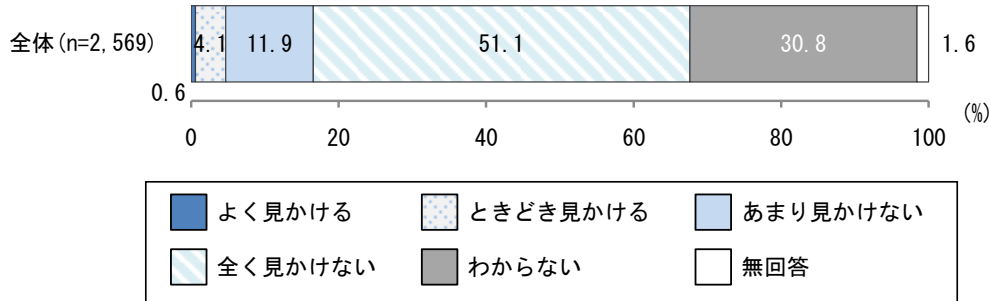 全体(n=2,569)
4.1 11.9 51.1 30.8 1.6
0.6
(%)
0 20 40 60 80 100
よく見かける ときどき見かける あまり見かけない
全く見かけない わからない 無回答